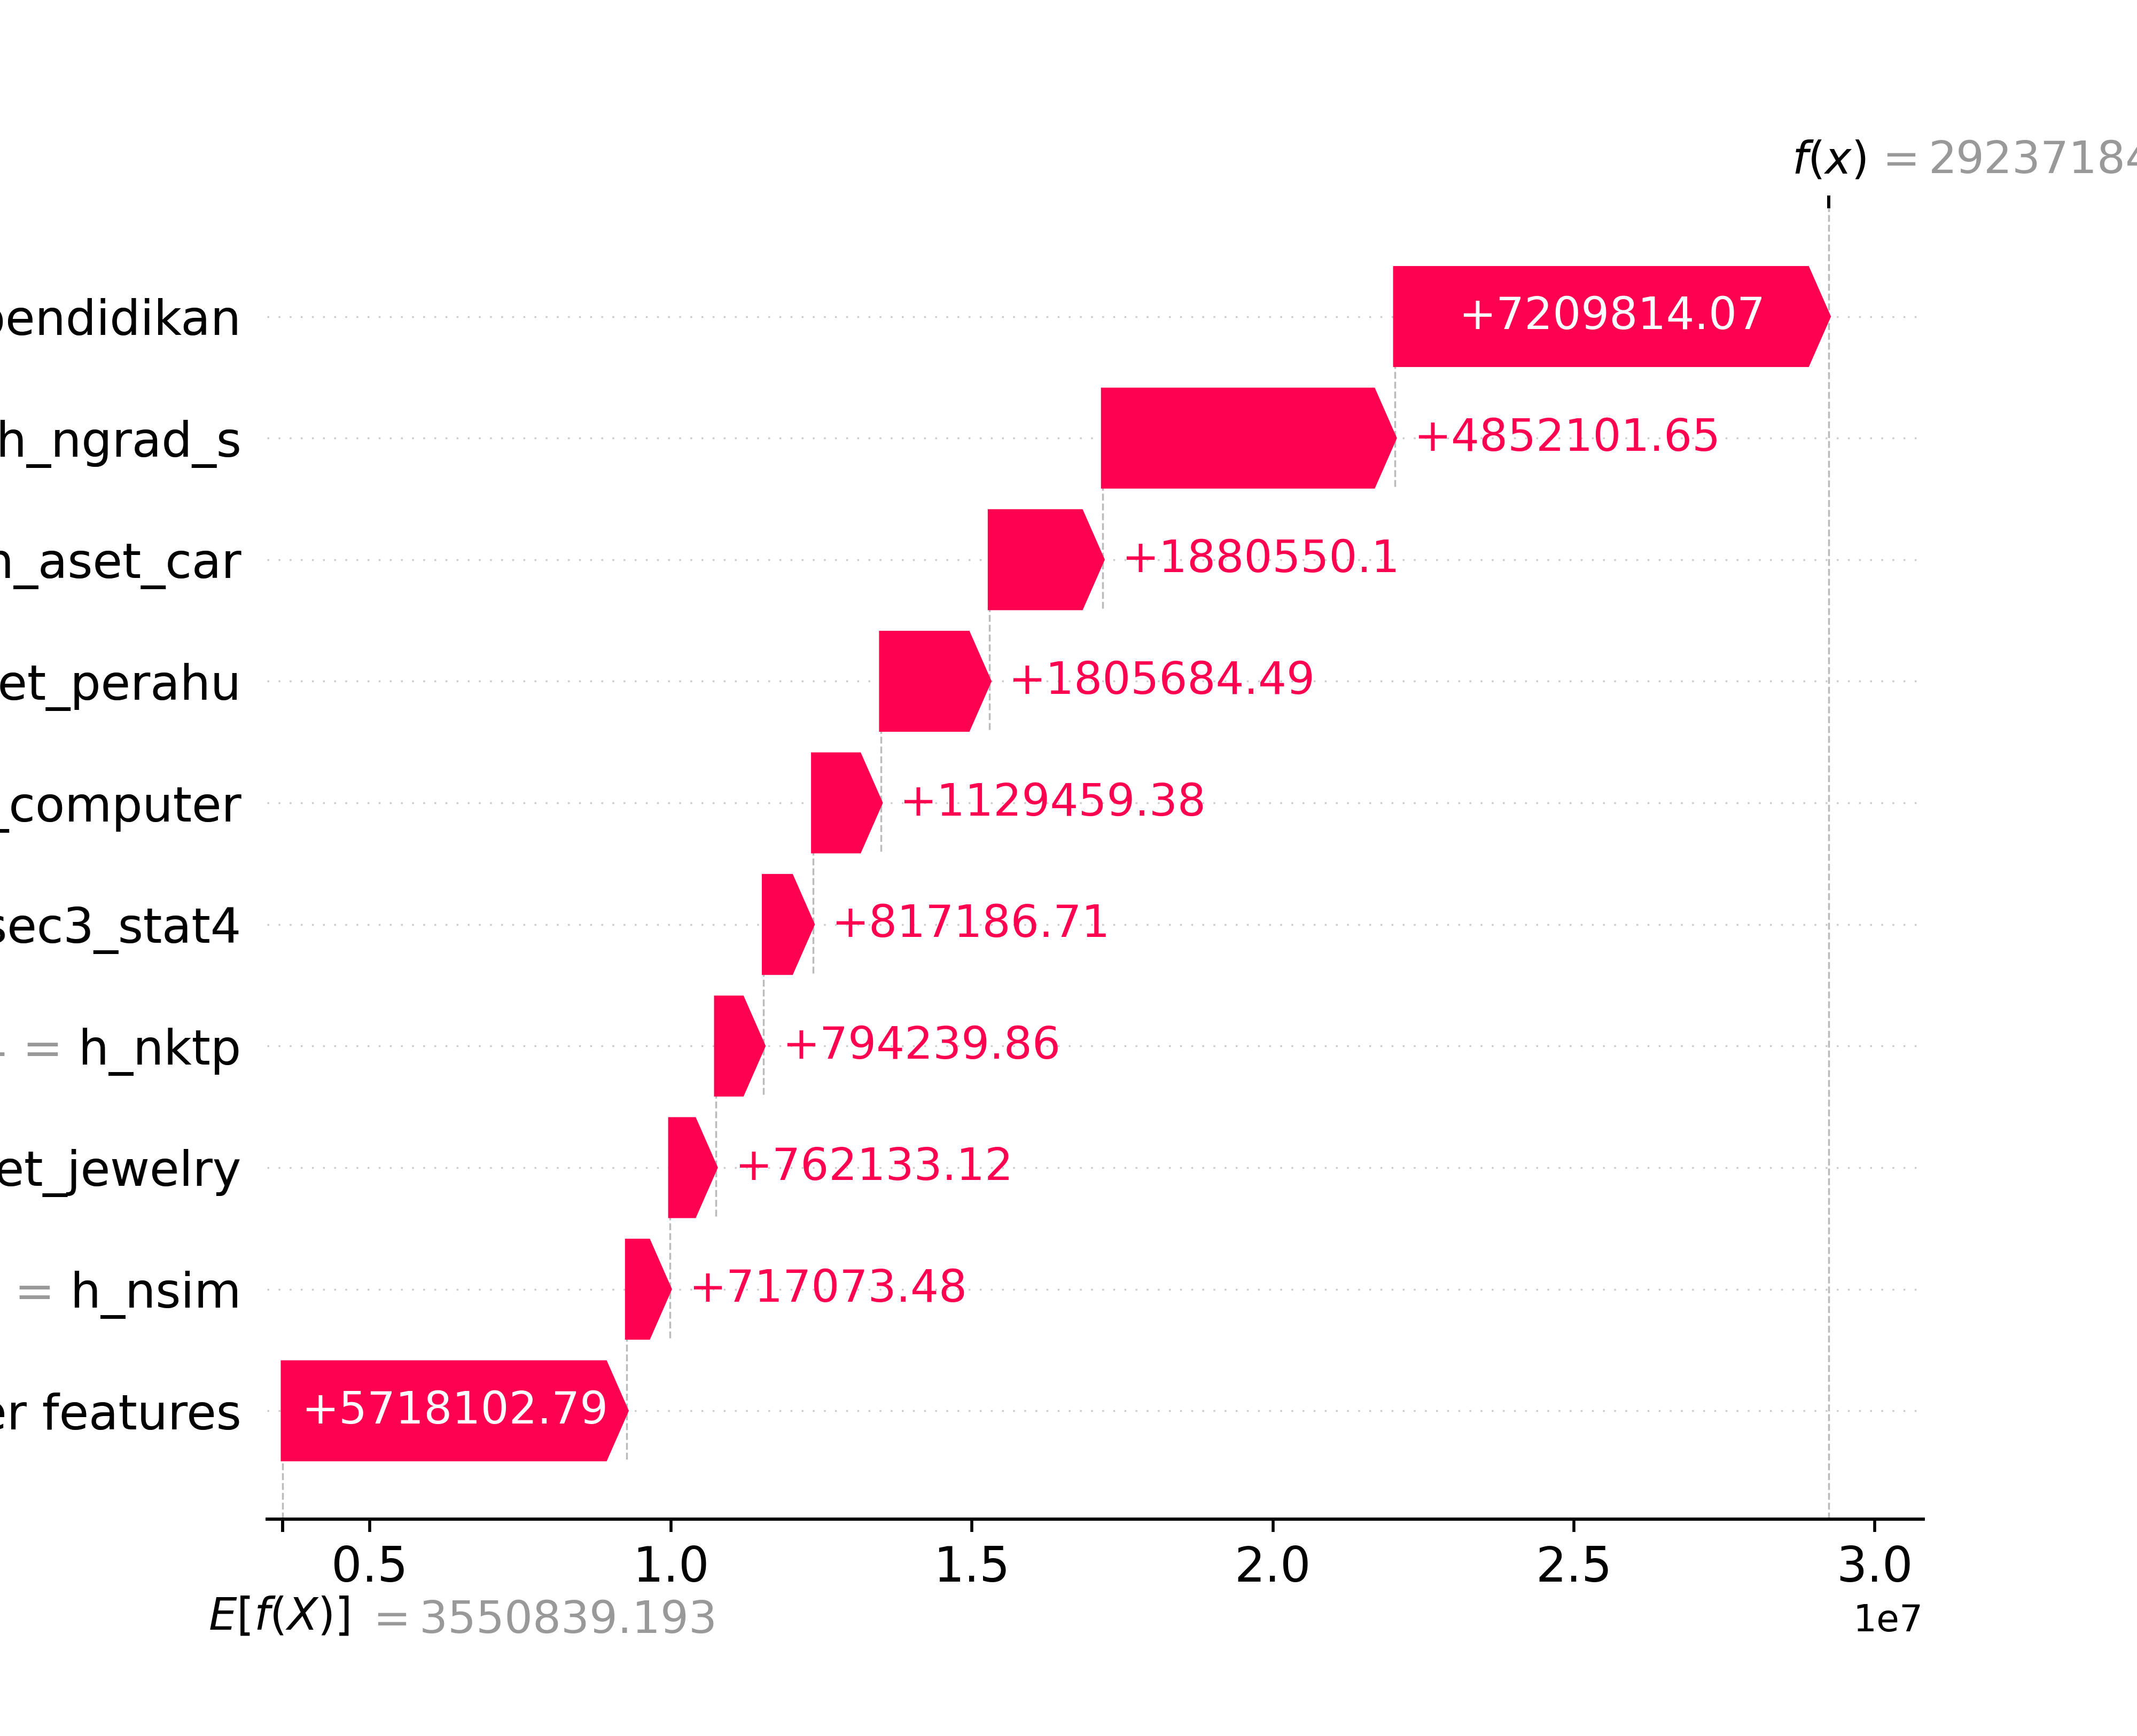 f(x) = 29237184
pendidikan +7209814.07
h_ngrad_s +4852101.65
h_aset_car +1880550.1
et_perahu +1805684.49
_computer +1129459.38
sec3_stat4 +817186.71
= h_nktp +794239.86
et_jewelry +762133.12
= h_nsim +717073.48
er features +5718102.79
0.5 1.0 1.5 2.0 2.5 3.0
E[f(X)] = 3550839.193 1e7